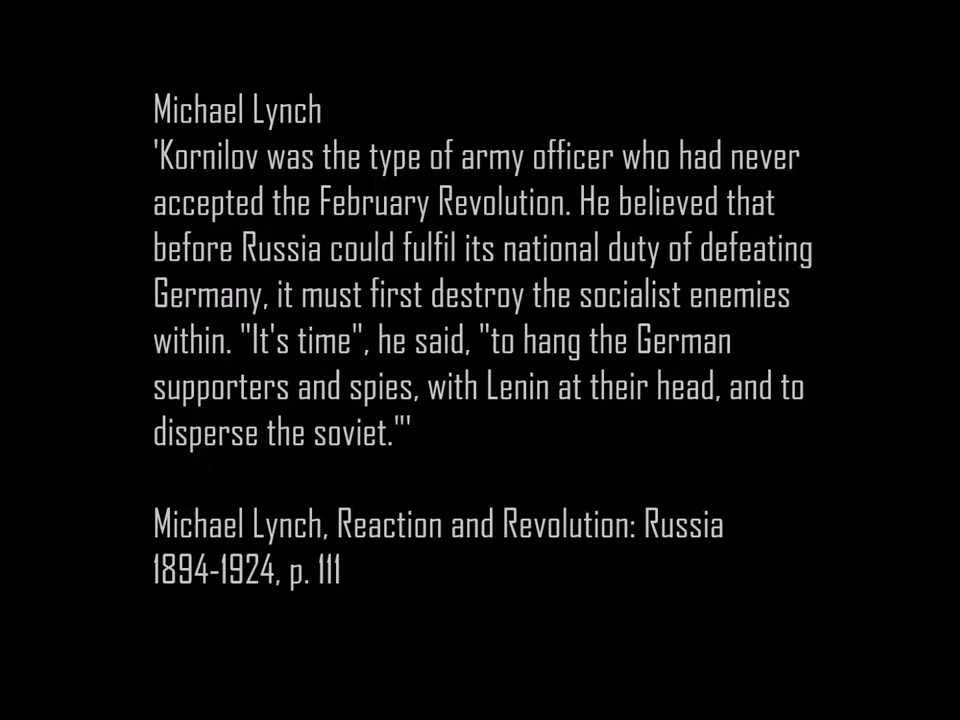 Michael Lynch
'Kornilov was the type of army officer who had never
accepted the February Revolution. He believed that
before Russia could fulfil its national duty of defeating
Germany, it must first destroy the socialist enemies
within. "It's time", he said, "to hang the German
supporters and spies, with Lenin at their head, and to
disperse the soviet."'
Michael Lynch, Reaction and Revolution: Russia
1894-1924, p. 111